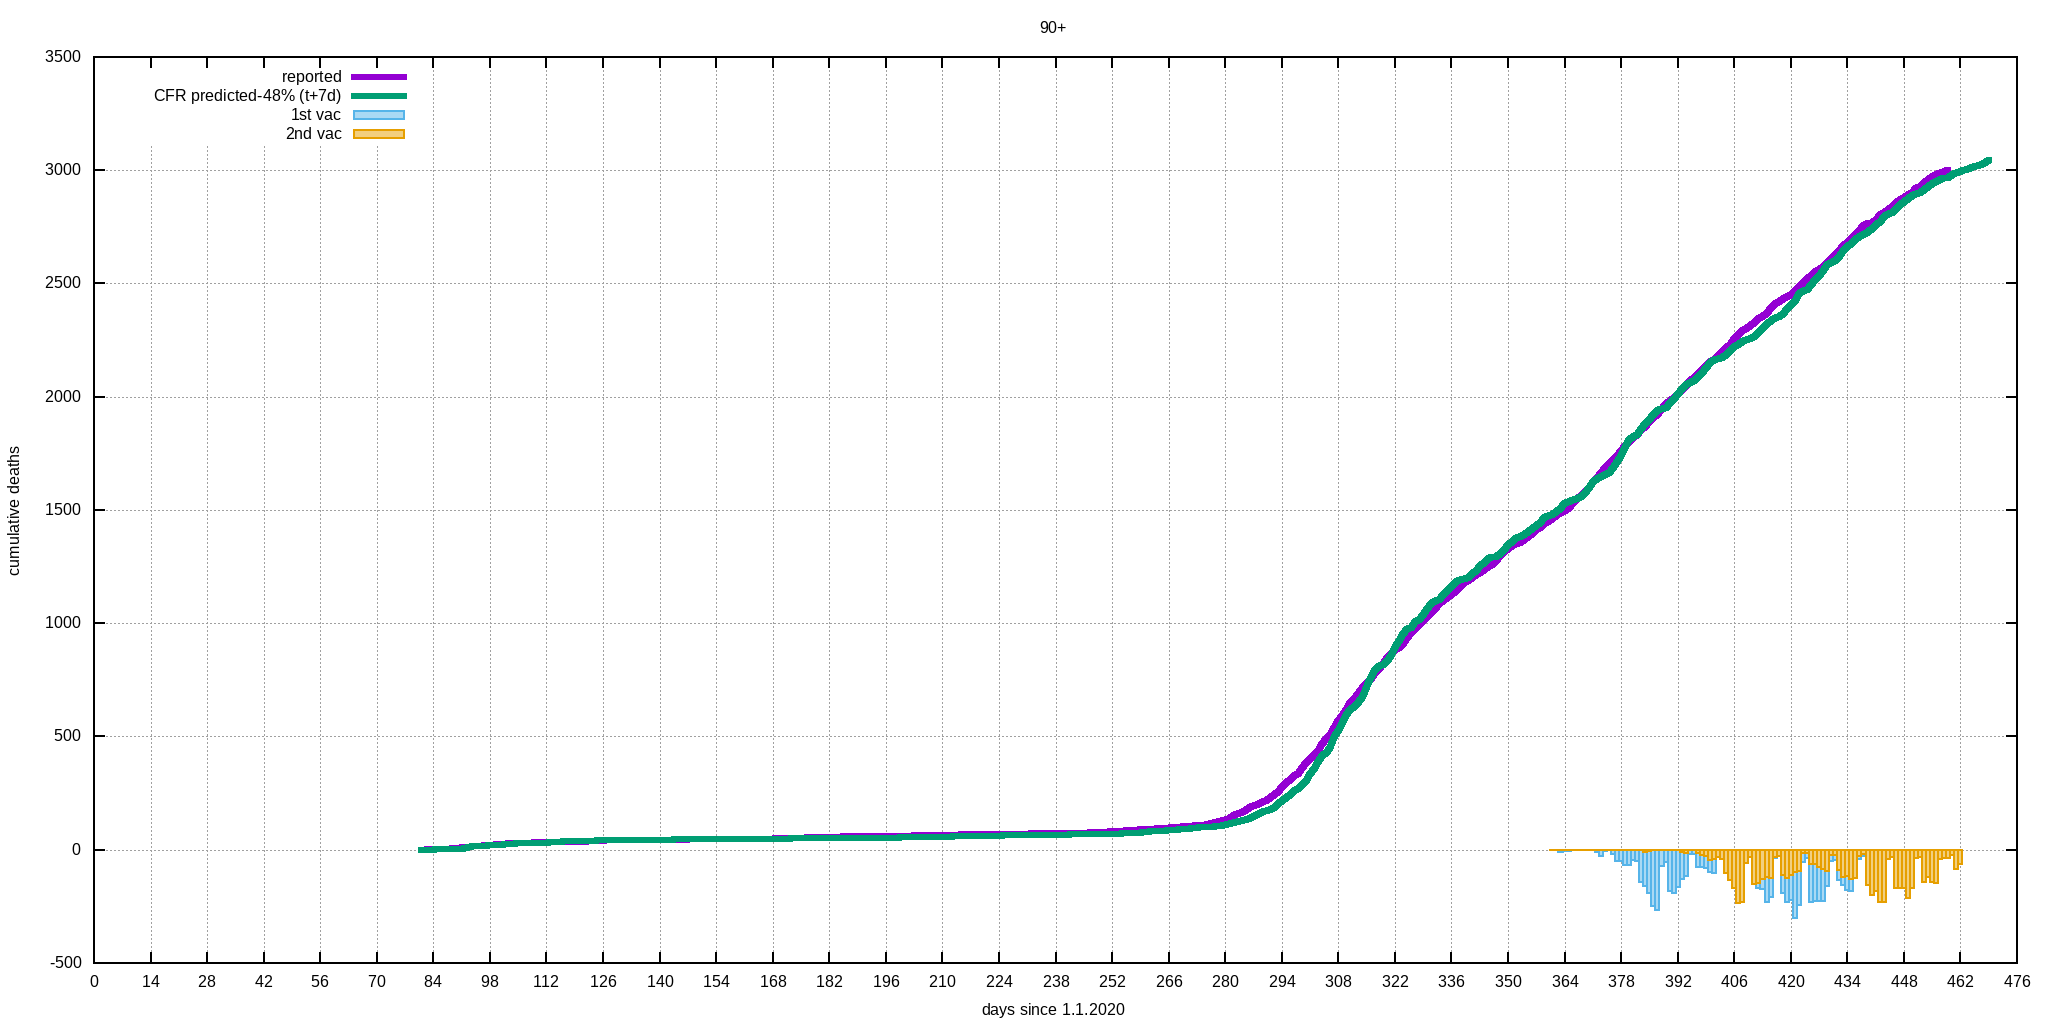 90+
reported
CFR predicted-48% (t+7d)
1st vac
2nd vac
3500
3000
2500
2000
1500
1000
500
0
-500
cumulative deaths
0 14 28 42 56 70 84 98 112 126 140 154 168 182 196 210 224 238 252 266 280 294 308 322 336 350 364 378 392 406 420 434 448 462 476
days since 1.1.2020